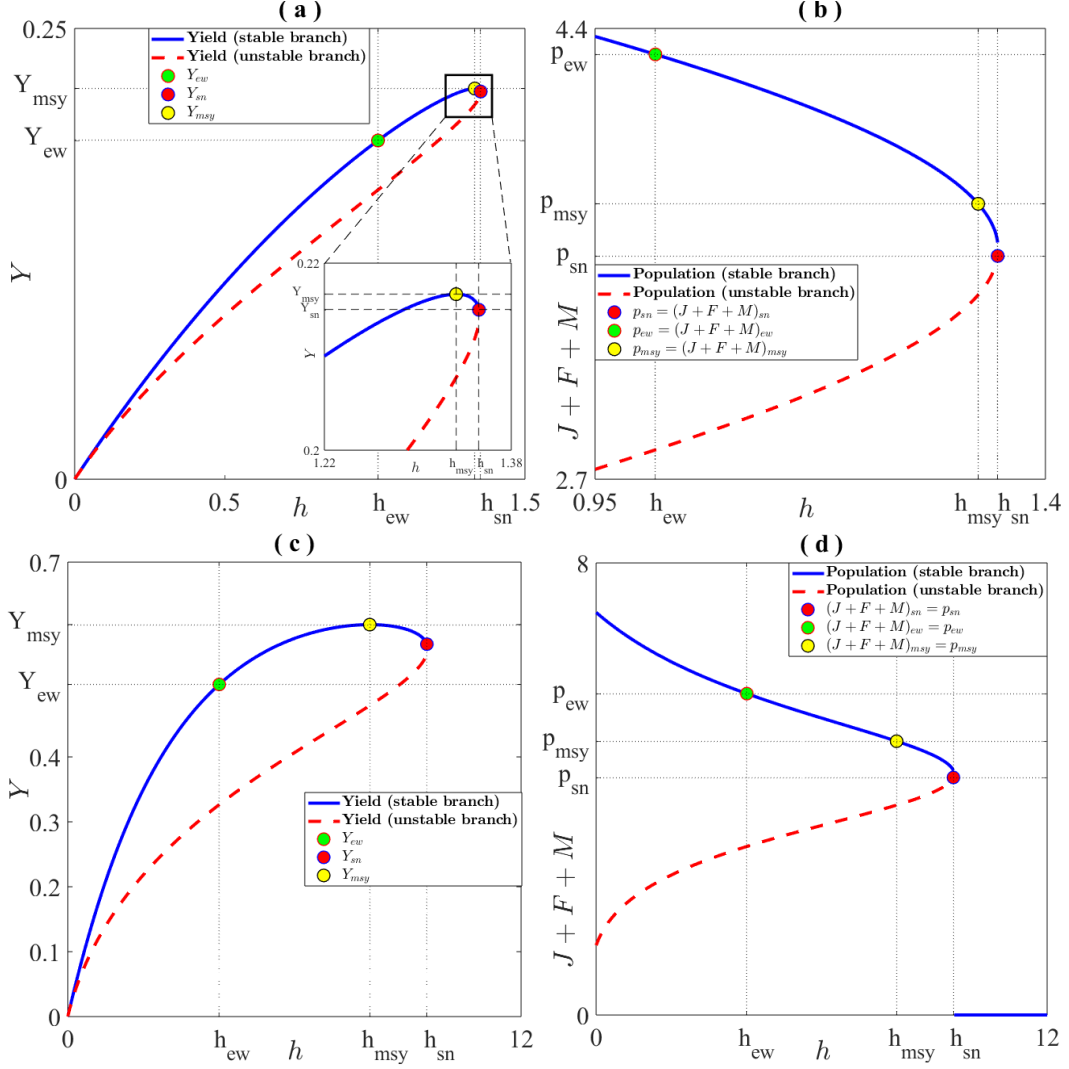 ( a )
0.25
Y_msy
Y_ew
Y
0
0
0.5
h
h_ew
h_sn
1.5
Yield (stable branch)
Yield (unstable branch)
Y_ew
Y_sn
Y_msy
0.22
Y_msy
Y_sn
Y
0.2
1.22
h
h_msy
h_sn
1.38
( b )
4.4
p_ew
p_msy
p_sn
J + F + M
2.7
0.95
h_ew
h
h_msy
h_sn
1.4
Population (stable branch)
Population (unstable branch)
p_sn = (J + F + M)_sn
p_ew = (J + F + M)_ew
p_msy = (J + F + M)_msy
( c )
0.7
Y_msy
Y_ew
0.4
Y
0.3
0.2
0.1
0
0
h_ew
h
h_msy
h_sn
12
Yield (stable branch)
Yield (unstable branch)
Y_ew
Y_sn
Y_msy
( d )
8
p_ew
p_msy
p_sn
J + F + M
0
0
h_ew
h
h_msy
h_sn
12
Population (stable branch)
Population (unstable branch)
(J + F + M)_sn = p_sn
(J + F + M)_ew = p_ew
(J + F + M)_msy = p_msy